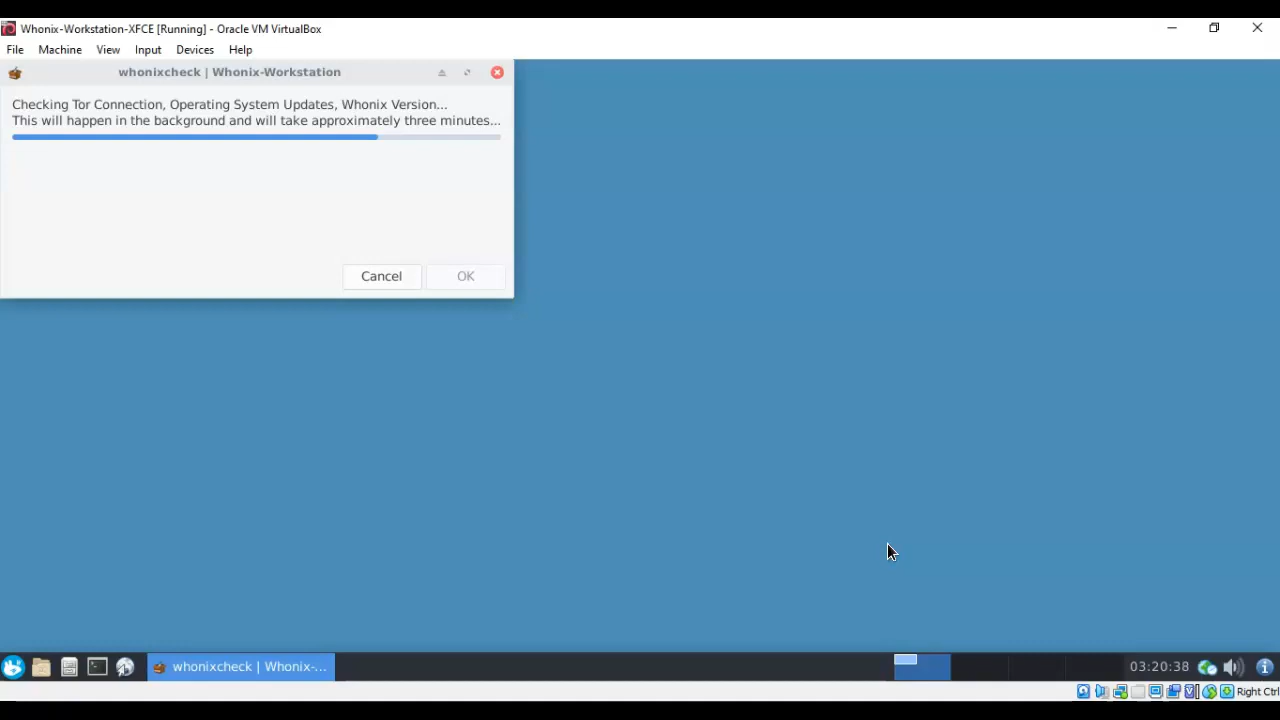 Whonix-Workstation-XFCE [Running] - Oracle VM VirtualBox
File Machine View Input Devices Help
whonixcheck | Whonix-Workstation
Checking Tor Connection, Operating System Updates, Whonix Version...
This will happen in the background and will take approximately three minutes...
Cancel OK
whonixcheck | Whonix-... 03:20:38
Right Ctrl